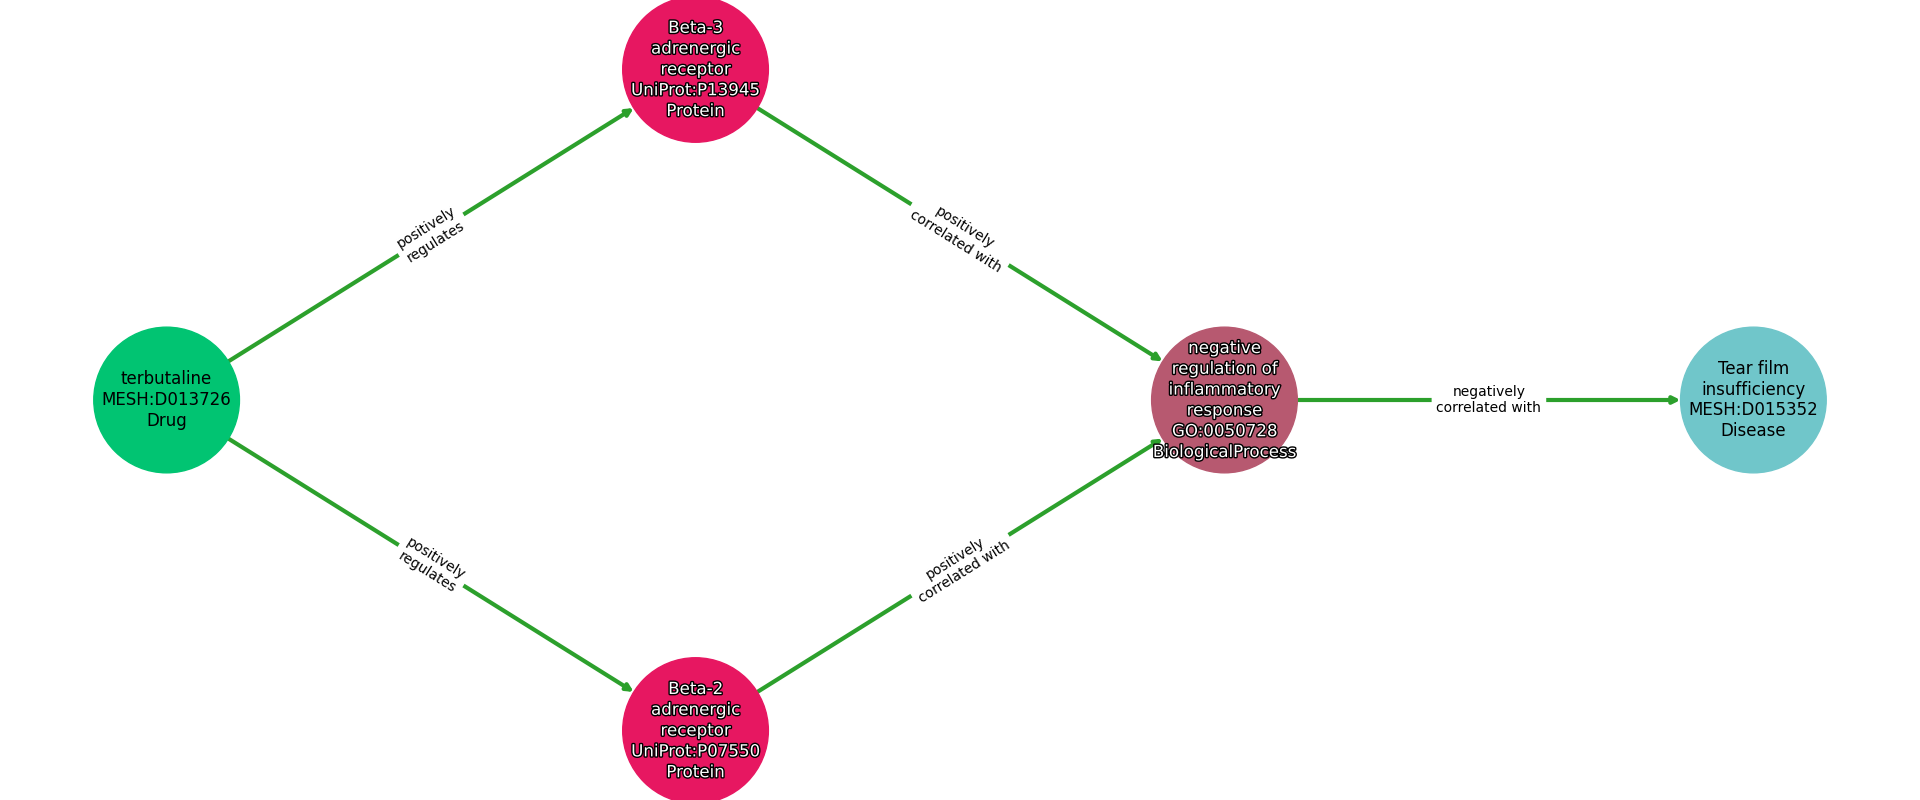 Beta-3
adrenergic
receptor
UniProt:P13945
Protein
positively
regulates
positively
correlated with
terbutaline
MESH:D013726
Drug
negative
regulation of
inflammatory
response
GO:0050728
BiologicalProcess
negatively
correlated with
Tear film
insufficiency
MESH:D015352
Disease
positively
regulates
positively
correlated with
Beta-2
adrenergic
receptor
UniProt:P07550
Protein